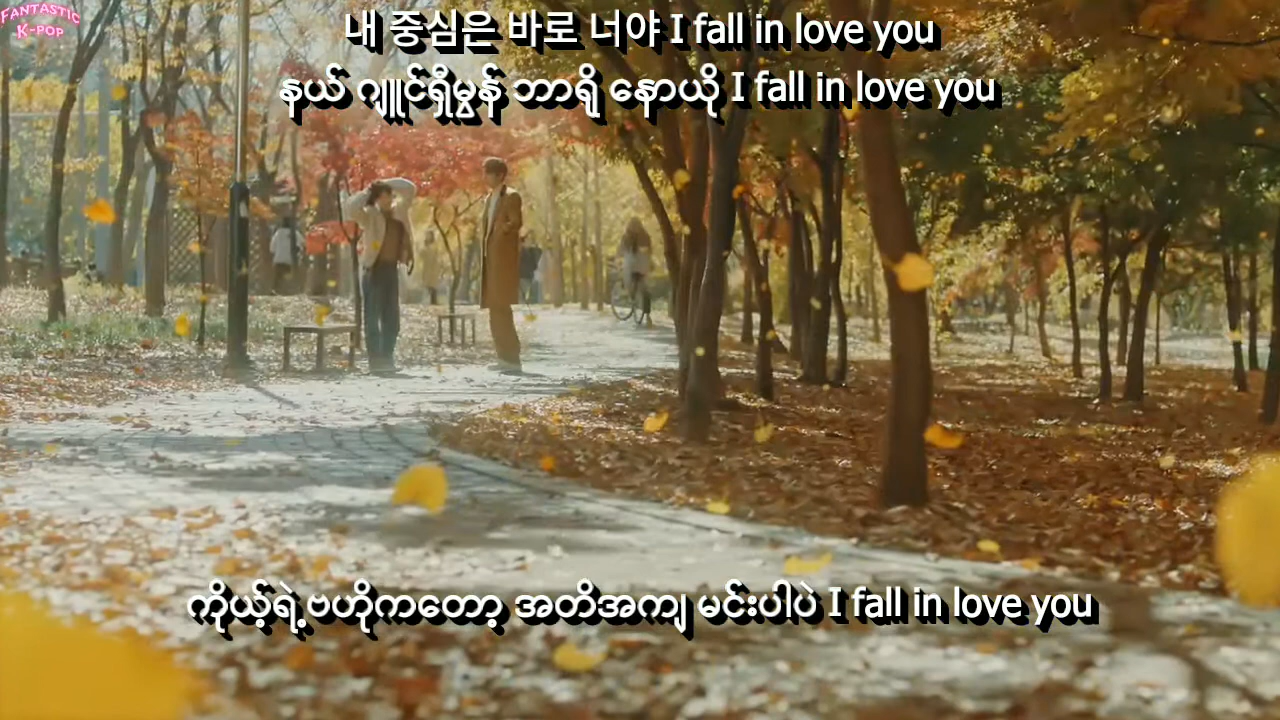 FANTASTIC
K-POP
내 중심은 바로 너야 I fall in love you
နယ် ဂျူင်ရှီမွန် ဘာရို နောယို I fall in love you
ကိုယ့်ရဲ့ ဗဟိုကတော့ အတိအကျ မင်းပါပဲ I fall in love you